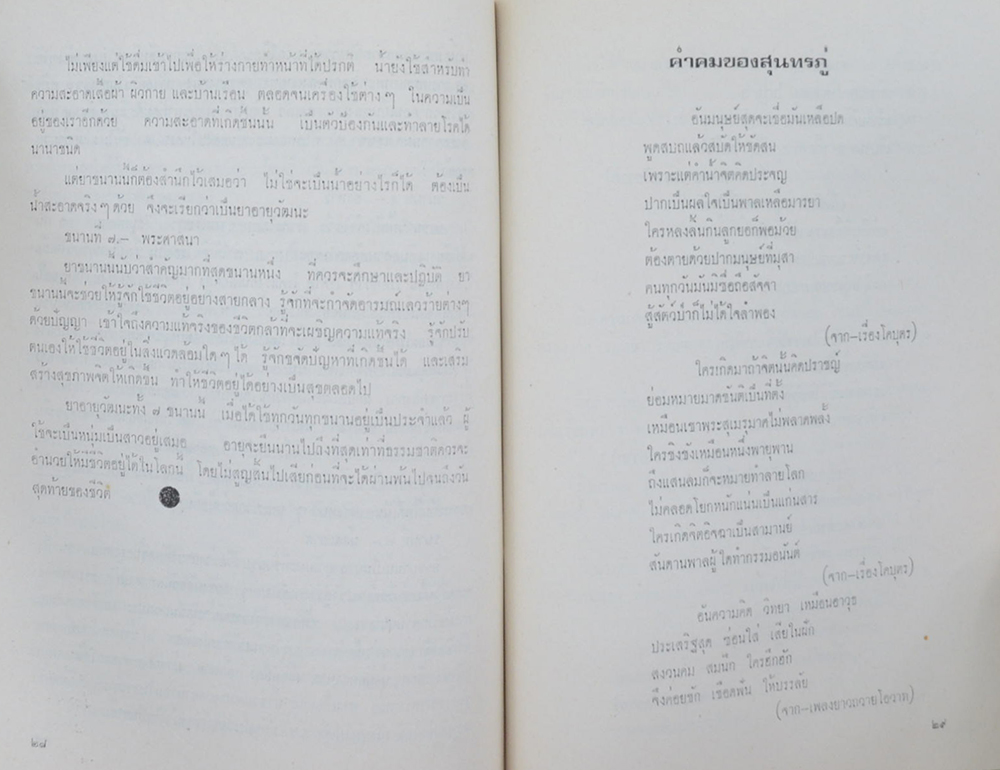 ไม่เพียงแต่ใช้ดื่มเข้าไปเพื่อให้ร่างกายทำหน้าที่ได้ปรกติ น้ำยังใช้สำหรับทำ
ความสะอาดเสื้อผ้า ผิวกาย และบ้านเรือน ตลอดจนเครื่องใช้ต่าง ๆ ในความเป็น
อยู่ของเราอีกด้วย ความสะอาดที่เกิดขึ้นนั้น เป็นตัวป้องกันและทำลายโรคได้
นานาชนิด
แต่ยาขนานนี้ก็ต้องสำนึกไว้เสมอว่า ไม่ใช่จะเป็นน้ำอย่างไรก็ได้ ต้องเป็น
น้ำสะอาดจริง ๆ ด้วย จึงจะเรียกว่าเป็นยาอายุวัฒนะ
ขนานที่ ๗.— พระศาสนา
ยาขนานนี้นับว่าสำคัญมากที่สุดขนานหนึ่ง ที่ควรจะศึกษาและปฏิบัติ ยา
ขนานนี้จะช่วยให้รู้จักใช้ชีวิตอยู่อย่างสายกลาง รู้จักที่จะกำจัดอารมณ์เลวร้ายต่างๆ
ด้วยปัญญา เข้าใจถึงความแท้จริงของชีวิตกล้าที่จะเผชิญความแท้จริง รู้จักปรับ
ตนเองให้ใช้ชีวิตอยู่ในสิ่งแวดล้อมใด ๆ ได้ รู้จักขจัดปัญหาที่เกิดขึ้นได้ และเสริม
สร้างสุขภาพจิตให้เกิดขึ้น ทำให้ชีวิตอยู่ได้อย่างเป็นสุขตลอดไป
ยาอายุวัฒนะทั้ง ๗ ขนานนี้ เมื่อได้ใช้ทุกวันทุกขนานอยู่เป็นประจำแล้ว ผู้
ใช้จะเป็นหนุ่มเป็นสาวอยู่เสมอ อายุจะยืนนานไปถึงที่สุดเท่าที่ธรรมชาติควรจะ
อำนวยให้มีชีวิตอยู่ได้ในโลกนี้ โดยไม่สูญสิ้นไปเสียก่อนที่จะได้ผ่านพ้นไปจนถึงวัน
สุดท้ายของชีวิต
๒๘
คำคมของสุนทรภู่
อันมนุษย์สุดจะเชื่อมันเหลือปด
พูดสบถแล้วสบัดให้ขัดสน
เพราะแต่คำน้ำจิตคิดประจญ
ปากเป็นผลใจเป็นพาลเหลือมารยา
ใครหลงลิ้นกินลูกยอก็พอม้วย
ต้องตายด้วยปากมนุษย์ที่มุสา
คนทุกวันมันมิซื่อถือสัจจา
สู้สัตว์ป่าก็ไม่ได้ใจลำพอง
(จาก—เรื่องโคบุตร)
ใครเกิดมาถ้าจิตนั้นคิดปราชญ์
ย่อมหมายมาดขันติเป็นที่ตั้ง
เหมือนเขาพระสุเมรุมาศไม่พลาดพลั้ง
ใครชิงชังเหมือนหนึ่งพายุพาน
ถึงแสนลมก็จะหมายทำลายโลก
ไม่คลอดโยกหนักแน่นเป็นแก่นสาร
ใครเกิดจิตอิจฉาเป็นสามานย์
สันดานพาลผู้ใดทำกรรมอนันต์
(จาก—เรื่องโคบุตร)
อันความคิด วิทยา เหมือนอาวุธ
ประเสริฐสุด ซ่อนใส่ เสียในฝัก
สงวนคม สมนึก ใครฮึกฮัก
จึงค่อยชัก เชือดฟัน ให้บรรลัย
(จาก—เพลงยาวถวายโอวาท)
๒๙